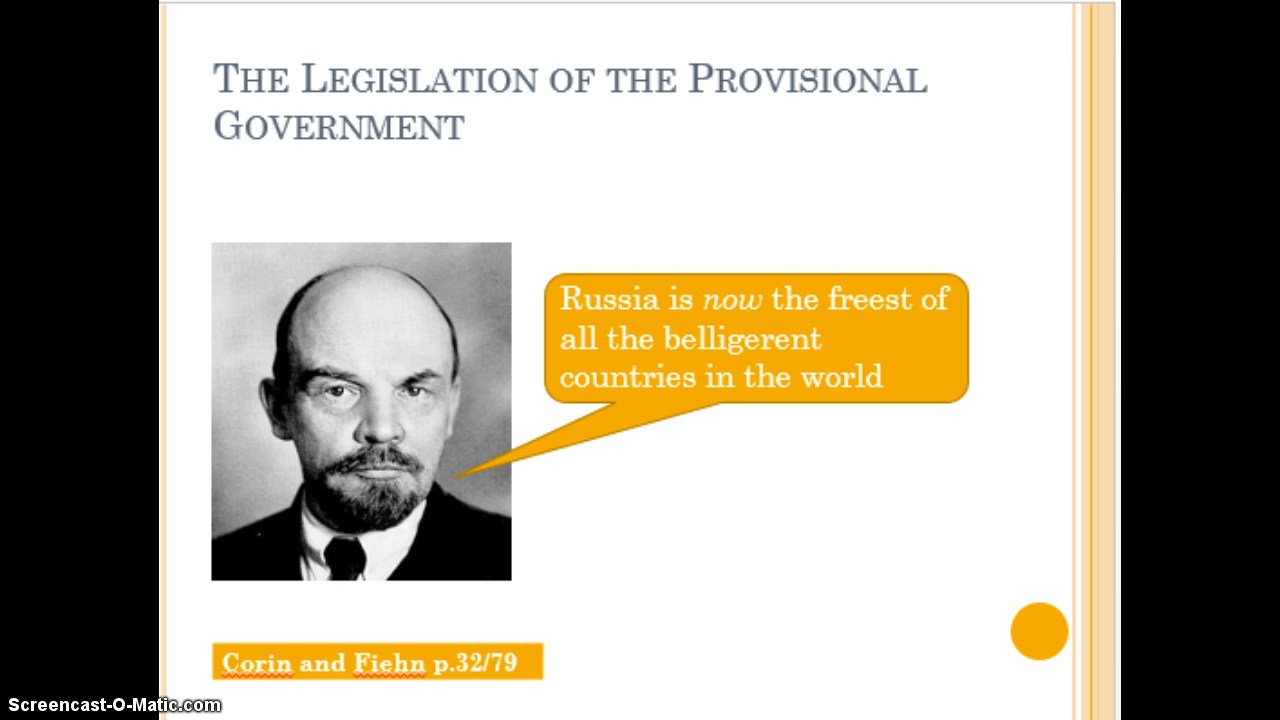 The Legislation of the Provisional
Government
Russia is now the freest of
all the belligerent
countries in the world
Corin and Fiehn p.32/79
Screencast-O-Matic.com